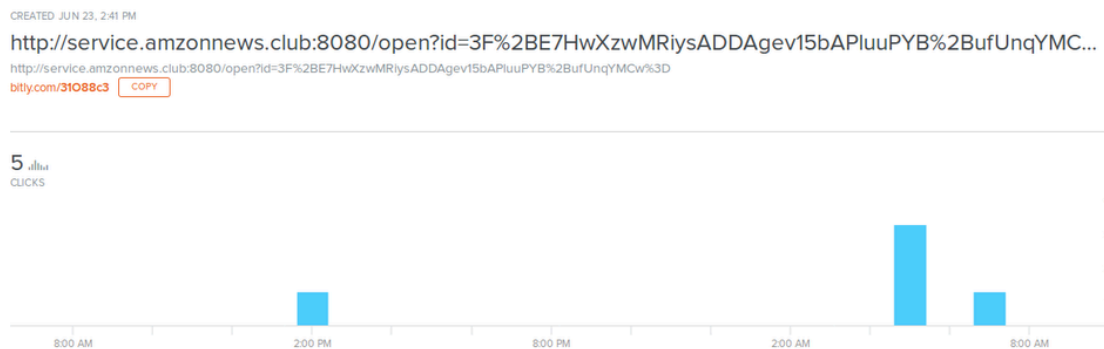 CREATED JUN 23, 2:41 PM
http://service.amzonnews.club:8080/open?id=3F%2BE7HwXzwMRiysADDAgev15bAPluuPYB%2BufUnqYMC...
http://service.amzonnews.club:8080/open?id=3F%2BE7HwXzwMRiysADDAgev15bAPluuPYB%2BufUnqYMCw%3D
bitly.com/31O88c3 COPY
5
CLICKS
8:00 AM 2:00 PM 8:00 PM 2:00 AM 8:00 AM